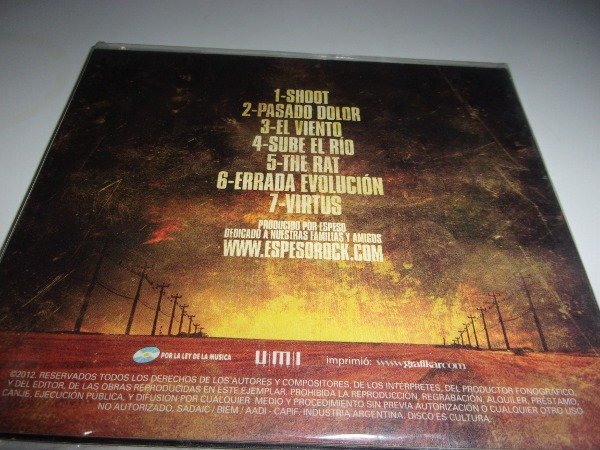 1-SHOOT
2-PASADO DOLOR
3-EL VIENTO
4-SUBE EL RÍO
5-THE RAT
6-ERRADA EVOLUCIÓN
7-VIRTUS
PRODUCIDO POR ESPESO
DEDICADO A NUESTRAS FAMILIAS Y AMIGOS
WWW.ESPESOROCK.COM
POR LA LEY DE LA MUSICA
imprimió: www.grafikar.com
©2012. RESERVADOS TODOS LOS DERECHOS DE LOS AUTORES Y COMPOSITORES, DE LOS INTÉRPRETES, DEL PRODUCTOR FONOGRÁFICO
Y DEL EDITOR, DE LAS OBRAS REPRODUCIDAS EN ESTE EJEMPLAR. PROHIBIDA LA REPRODUCCIÓN, REGRABACIÓN, ALQUILER, PRÉSTAMO,
CANJE, EJECUCIÓN PÚBLICA, Y DIFUSIÓN POR CUALQUIER MEDIO Y PROCEDIMIENTO SIN PREVIA AUTORIZACIÓN O CUALQUIER OTRO USO
NO AUTORIZADO. SADAIC / BIEM / AADI - CAPIF. INDUSTRIA ARGENTINA. DISCO ES CULTURA.